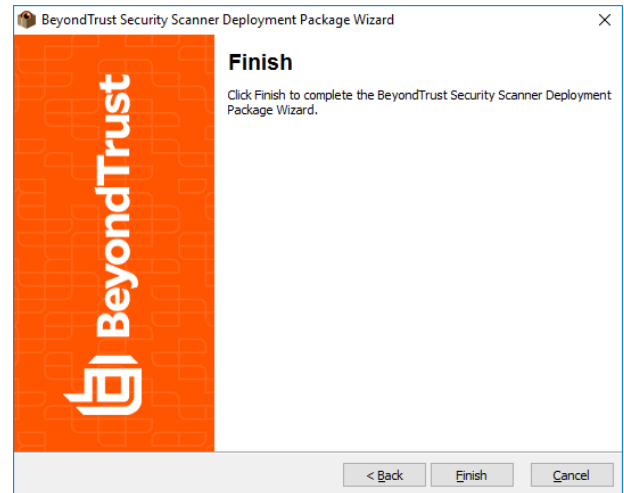 BeyondTrust Security Scanner Deployment Package Wizard
BeyondTrust
Finish
Click Finish to complete the BeyondTrust Security Scanner Deployment
Package Wizard.
< Back
Finish
Cancel